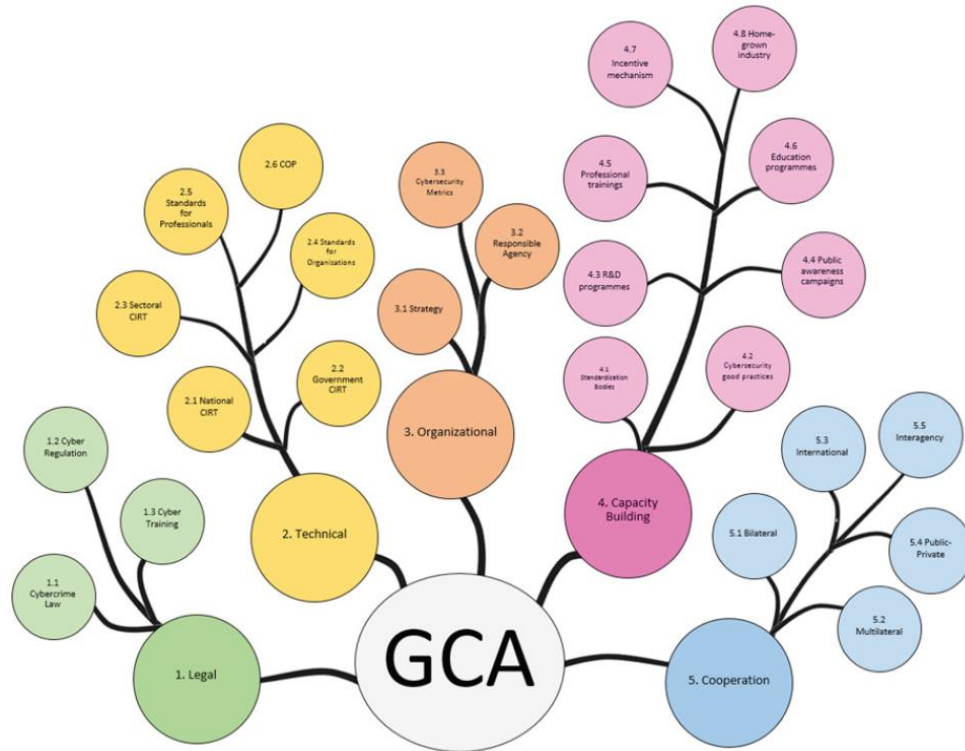 GCA
1. Legal
1.1
Cybercrime
Law
1.2 Cyber
Regulation
1.3 Cyber
Training
2. Technical
2.1 National
CIRT
2.2
Government
CIRT
2.3 Sectoral
CIRT
2.4 Standards
for
Organizations
2.5
Standards
for
Professionals
2.6 COP
3. Organizational
3.1 Strategy
3.2
Responsible
Agency
3.3
Cybersecurity
Metrics
4. Capacity
Building
4.1
Standardization
Bodies
4.2
Cybersecurity
good practices
4.3 R&D
programmes
4.4 Public
awareness
campaigns
4.5
Professional
trainings
4.6
Education
programmes
4.7
Incentive
mechanism
4.8 Home-
grown
industry
5. Cooperation
5.1 Bilateral
5.2
Multilateral
5.3
International
5.4 Public-
Private
5.5
Interagency